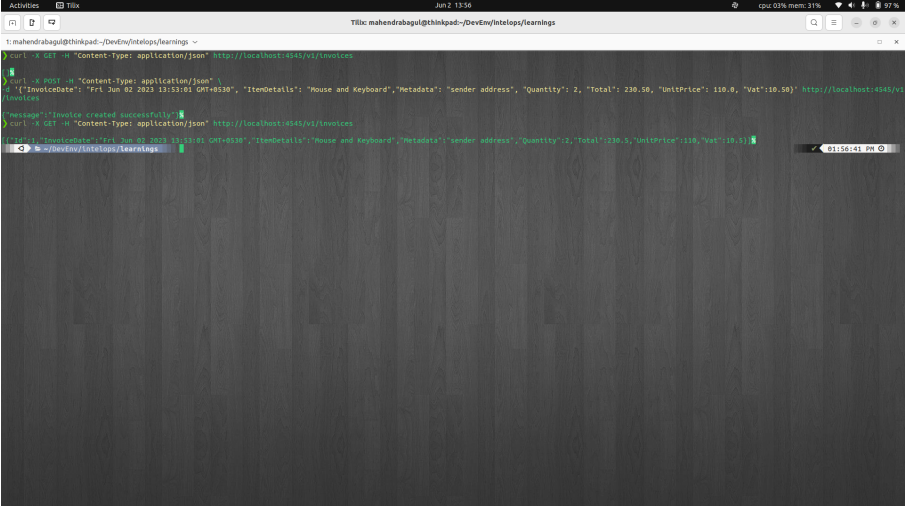 Activities Tilix Jun 2 13:56 cpu: 03% mem: 31% 97 %
Tilix: mahendrabagul@thinkpad:~/DevEnv/intelops/learnings
1: mahendrabagul@thinkpad:~/DevEnv/intelops/learnings
❯ curl -X GET -H "Content-Type: application/json" http://localhost:4545/v1/invoices
[]%
❯ curl -X POST -H "Content-Type: application/json" \
-d '{"InvoiceDate": "Fri Jun 02 2023 13:53:01 GMT+0530", "ItemDetails": "Mouse and Keyboard","Metadata": "sender address", "Quantity": 2, "Total": 230.50, "UnitPrice": 110.0, "Vat":10.50}' http://localhost:4545/v1
/invoices
{"Message":"Invoice created successfully"}%
❯ curl -X GET -H "Content-Type: application/json" http://localhost:4545/v1/invoices
[{"Id":1,"InvoiceDate":"Fri Jun 02 2023 13:53:01 GMT+0530","ItemDetails":"Mouse and Keyboard","Metadata":"sender address","Quantity":2,"Total":230.5,"UnitPrice":110,"Vat":10.5}]%
~/DevEnv/intelops/learnings ✔ 01:56:41 PM